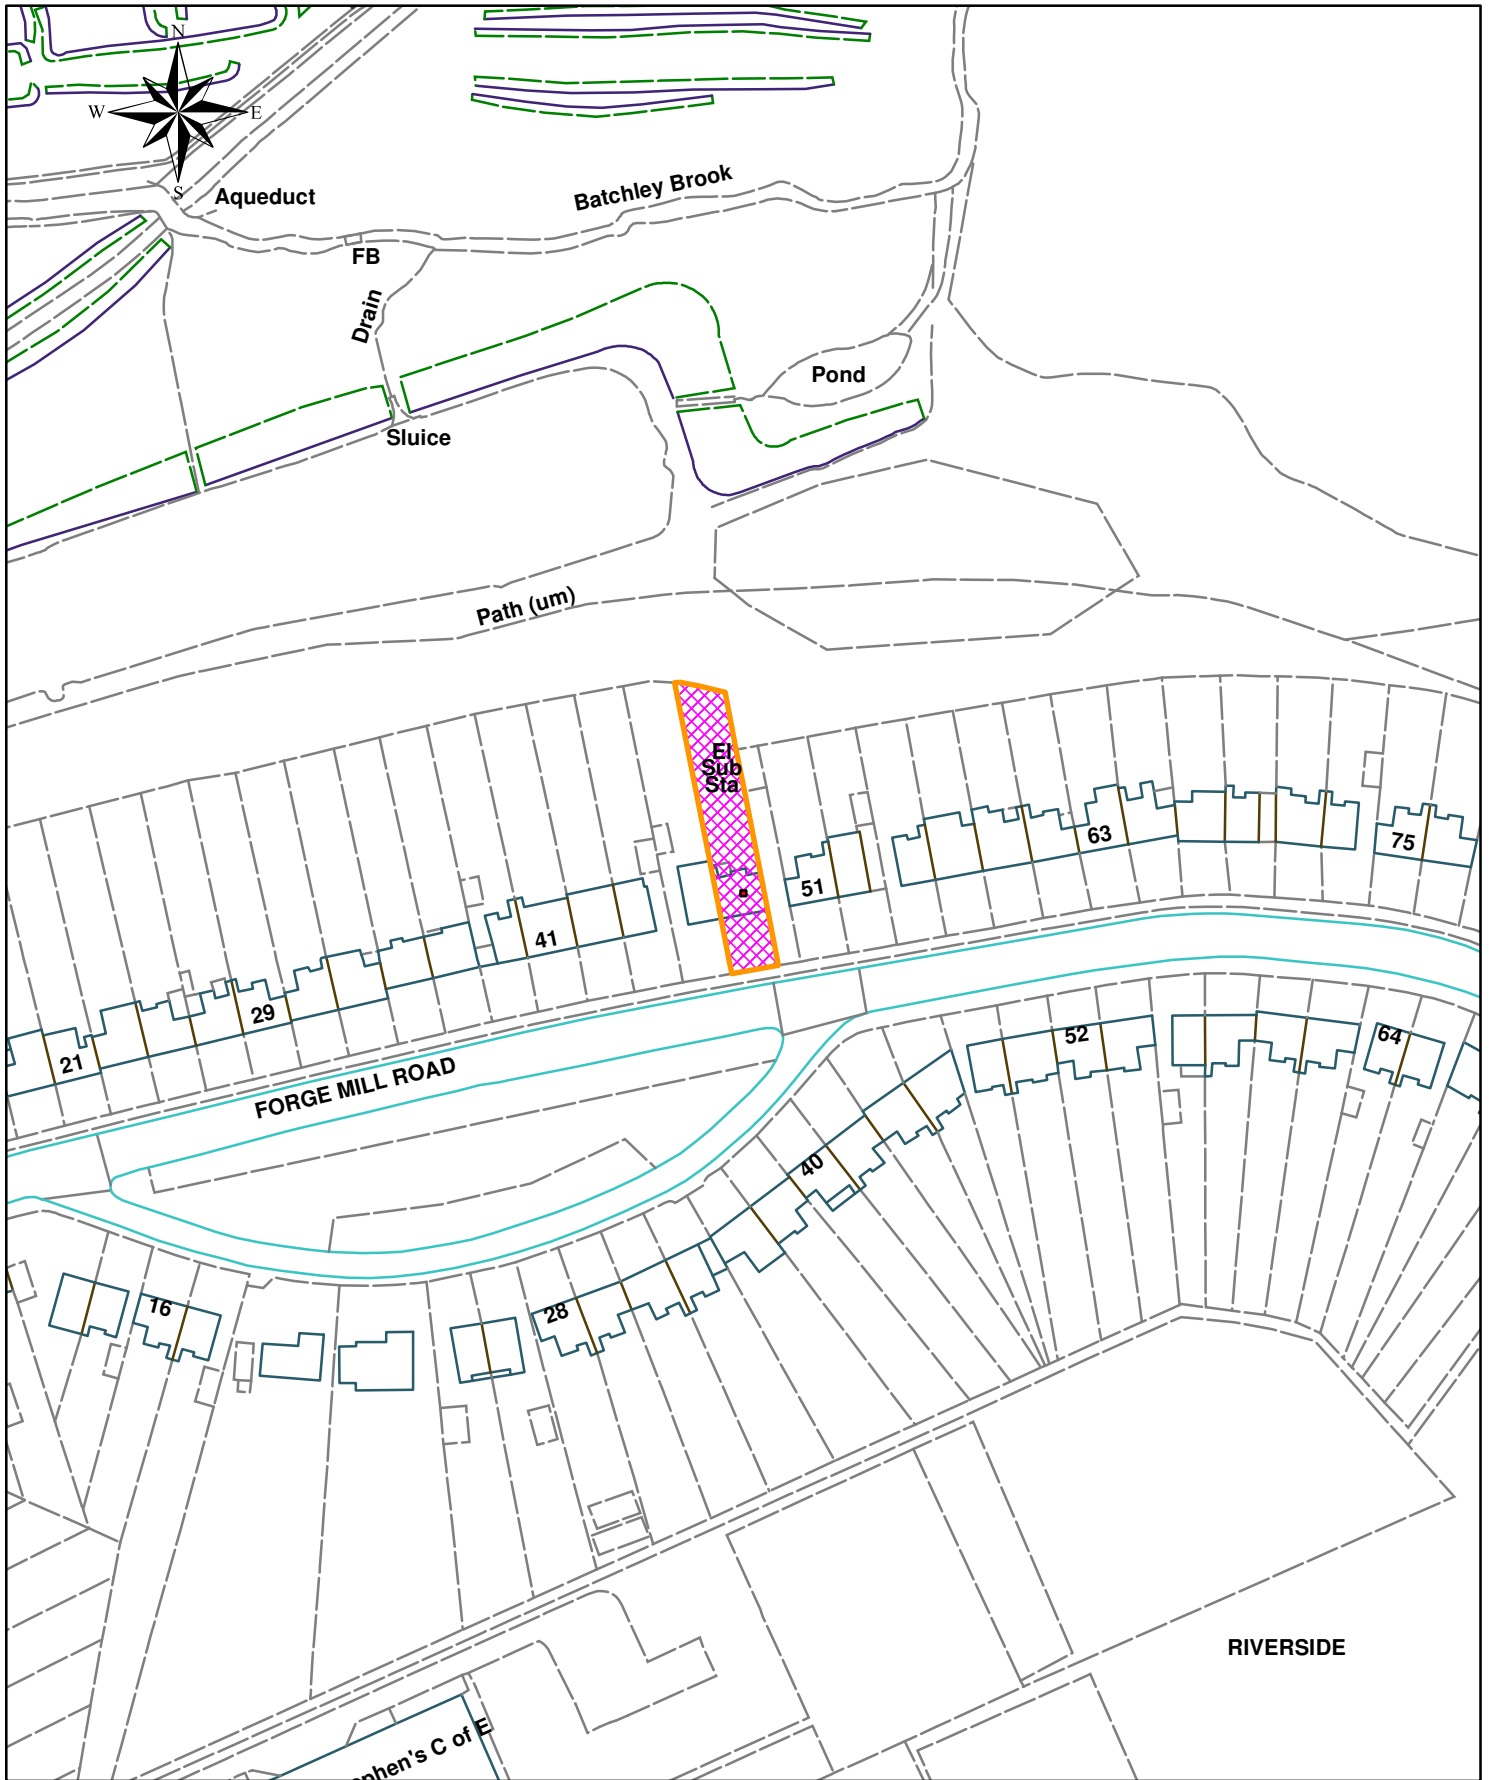 N
W
E
S
Aqueduct
Batchley Brook
FB
Drain
Pond
Sluice
Path (um)
El
Sub
Sta
63
75
51
41
29
21
FORGE MILL ROAD
52
64
40
16
28
RIVERSIDE
phen's C of E